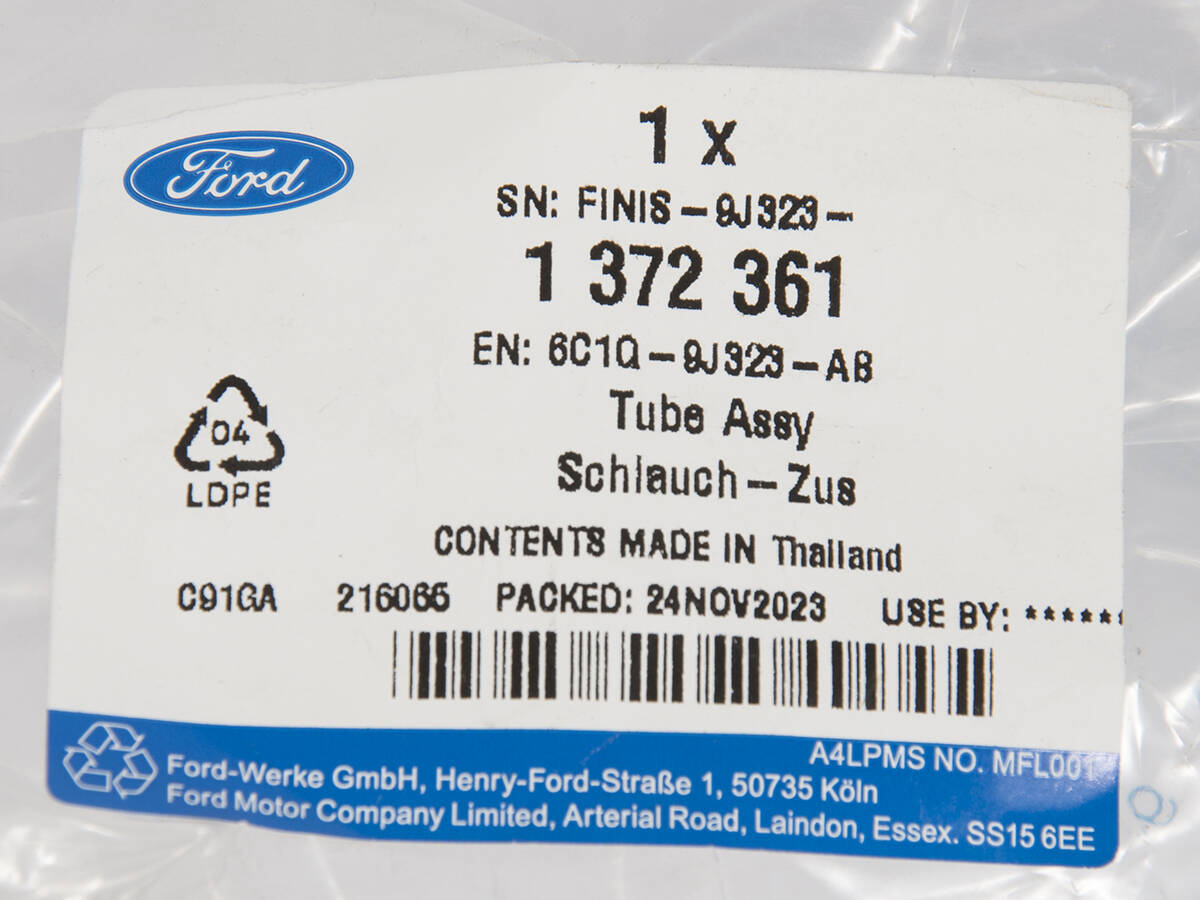 Ford
1 x
SN: FINIS-9J323-
1 372 361
EN: 6C1Q-9J323-AB
Tube Assy
Schlauch-Zus
04
LDPE
CONTENTS MADE IN Thailand
C91GA 216065 PACKED: 24NOV2023 USE BY: ******
A4LPMS NO. MFL001
Ford-Werke GmbH, Henry-Ford-Straße 1, 50735 Köln
Ford Motor Company Limited, Arterial Road, Laindon, Essex. SS15 6EE